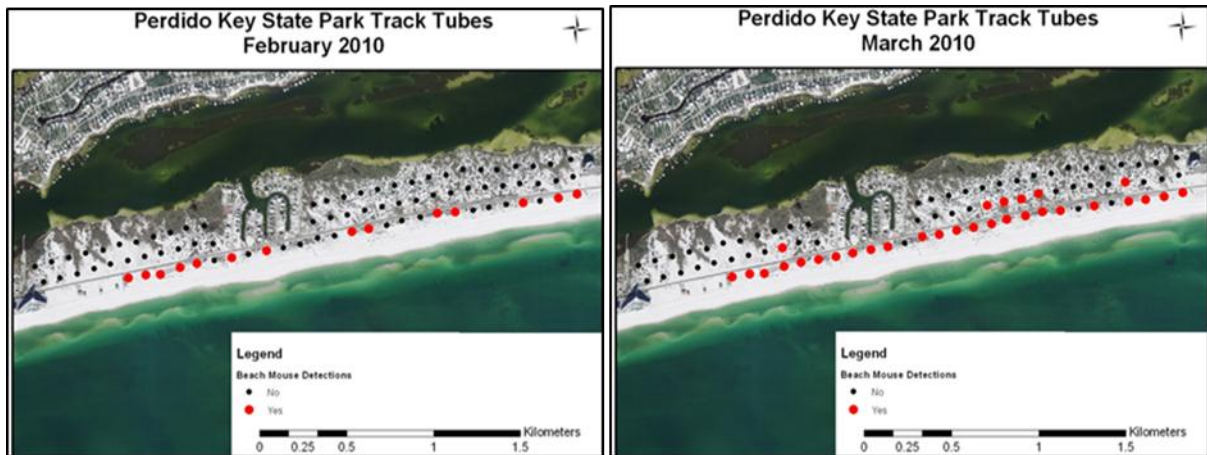 Perdido Key State Park Track Tubes
February 2010
Legend
Beach Mouse Detections
No
Yes
Kilometers
0 0.25 0.5 1 1.5
Perdido Key State Park Track Tubes
March 2010
Legend
Beach Mouse Detections
No
Yes
Kilometers
0 0.25 0.5 1 1.5